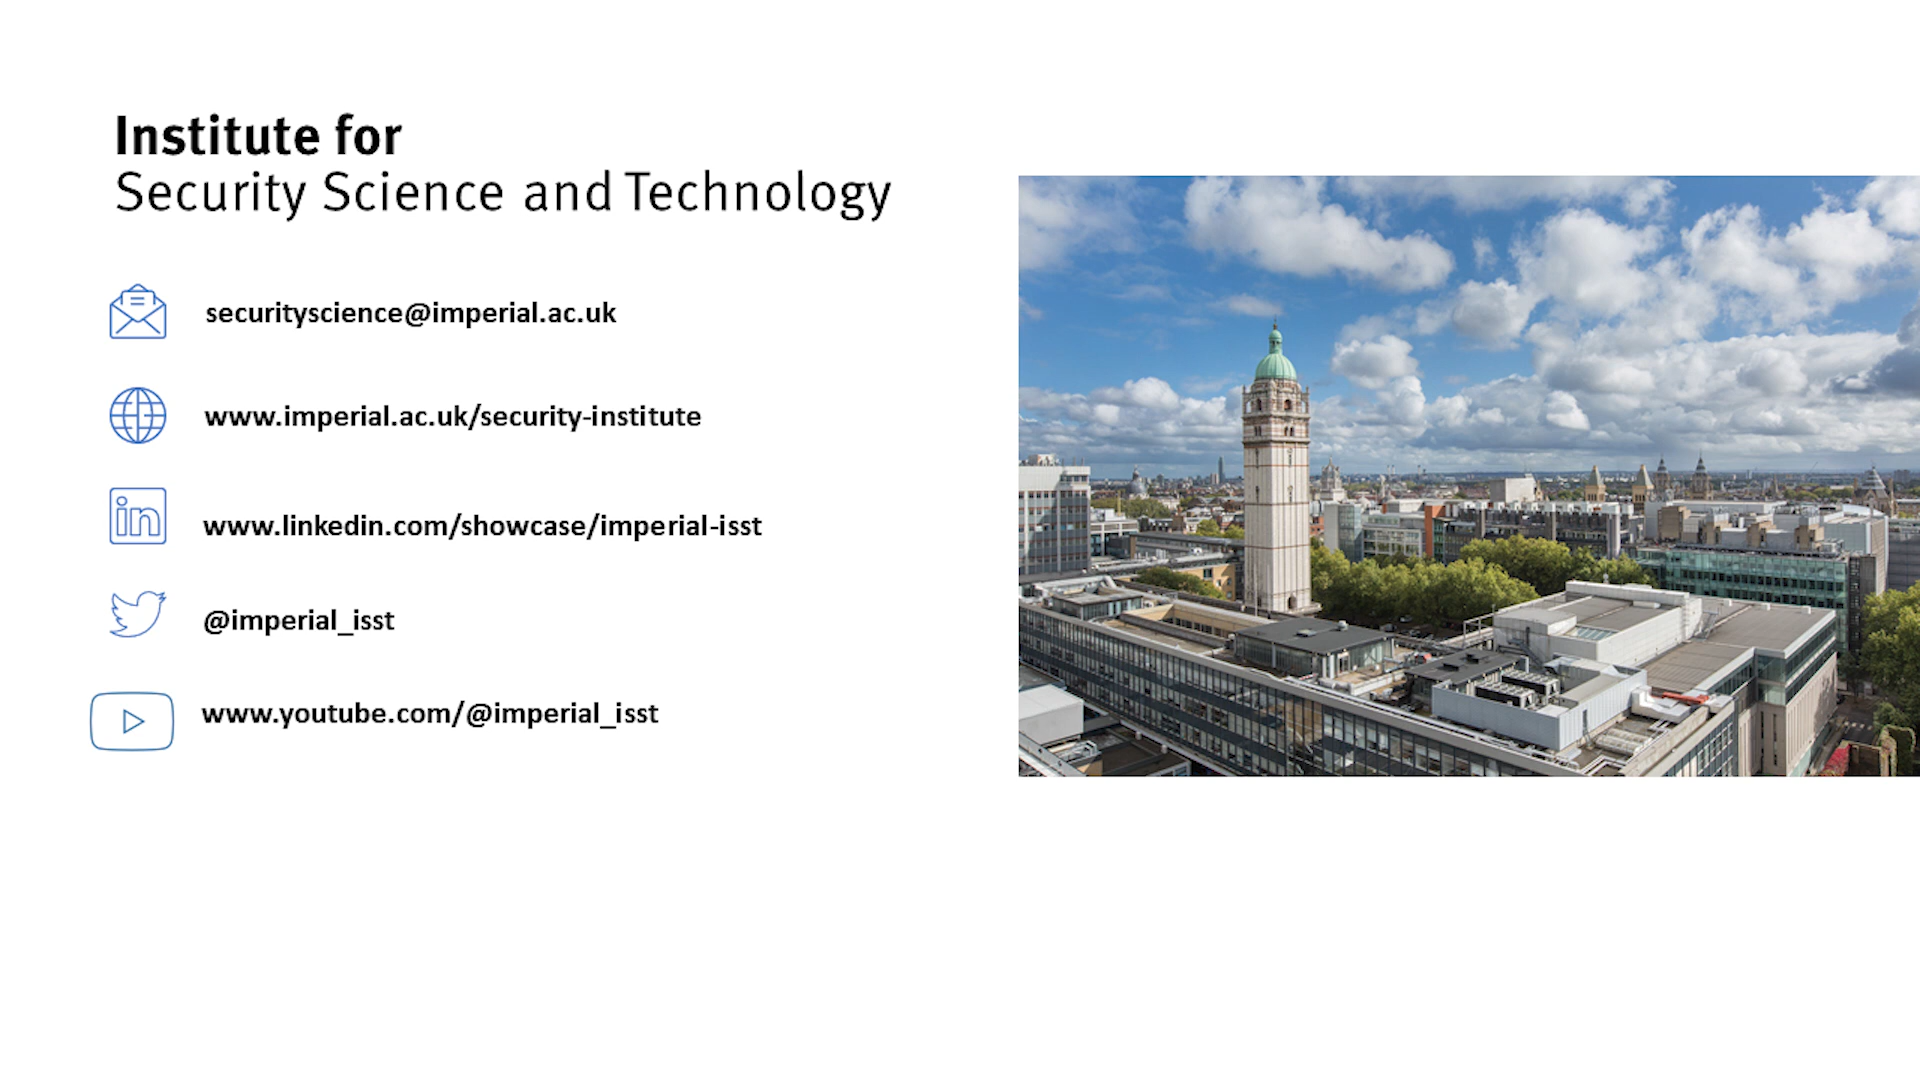 Institute for
Security Science and Technology
securityscience@imperial.ac.uk
www.imperial.ac.uk/security-institute
in
www.linkedin.com/showcase/imperial-isst
@imperial_isst
www.youtube.com/@imperial_isst